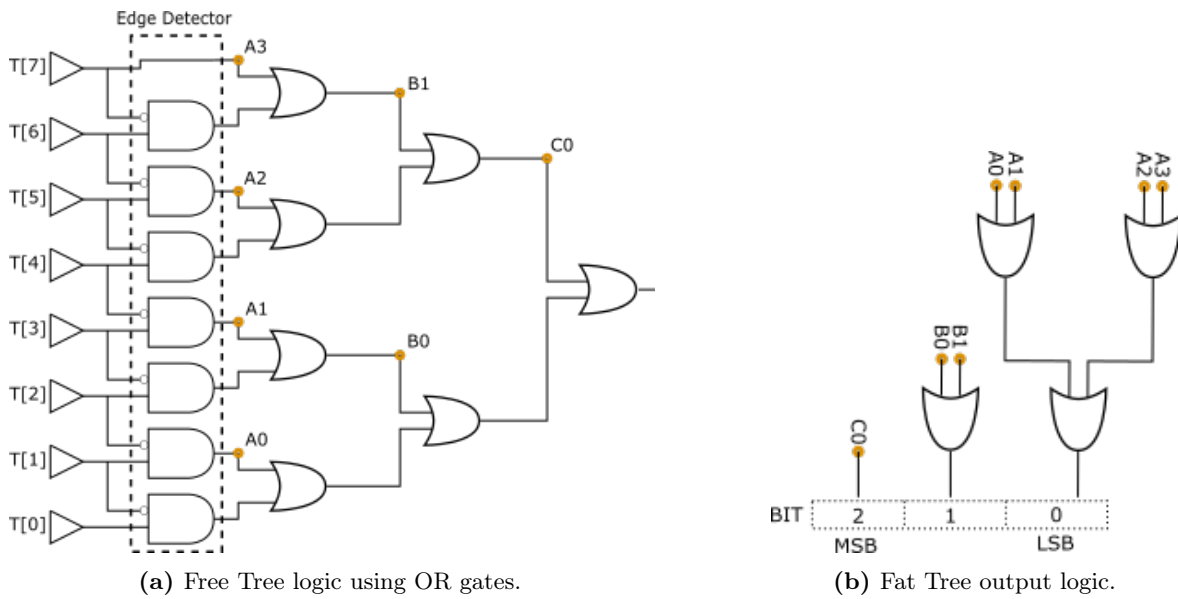 Edge Detector
T[7]
A3
B1
T[6]
C0
T[5]
A2
T[4]
T[3]
A1
B0
T[2]
T[1]
A0
T[0]
(a) Free Tree logic using OR gates.
A0
A1
A2
A3
B0
B1
C0
BIT
2
1
0
MSB
LSB
(b) Fat Tree output logic.